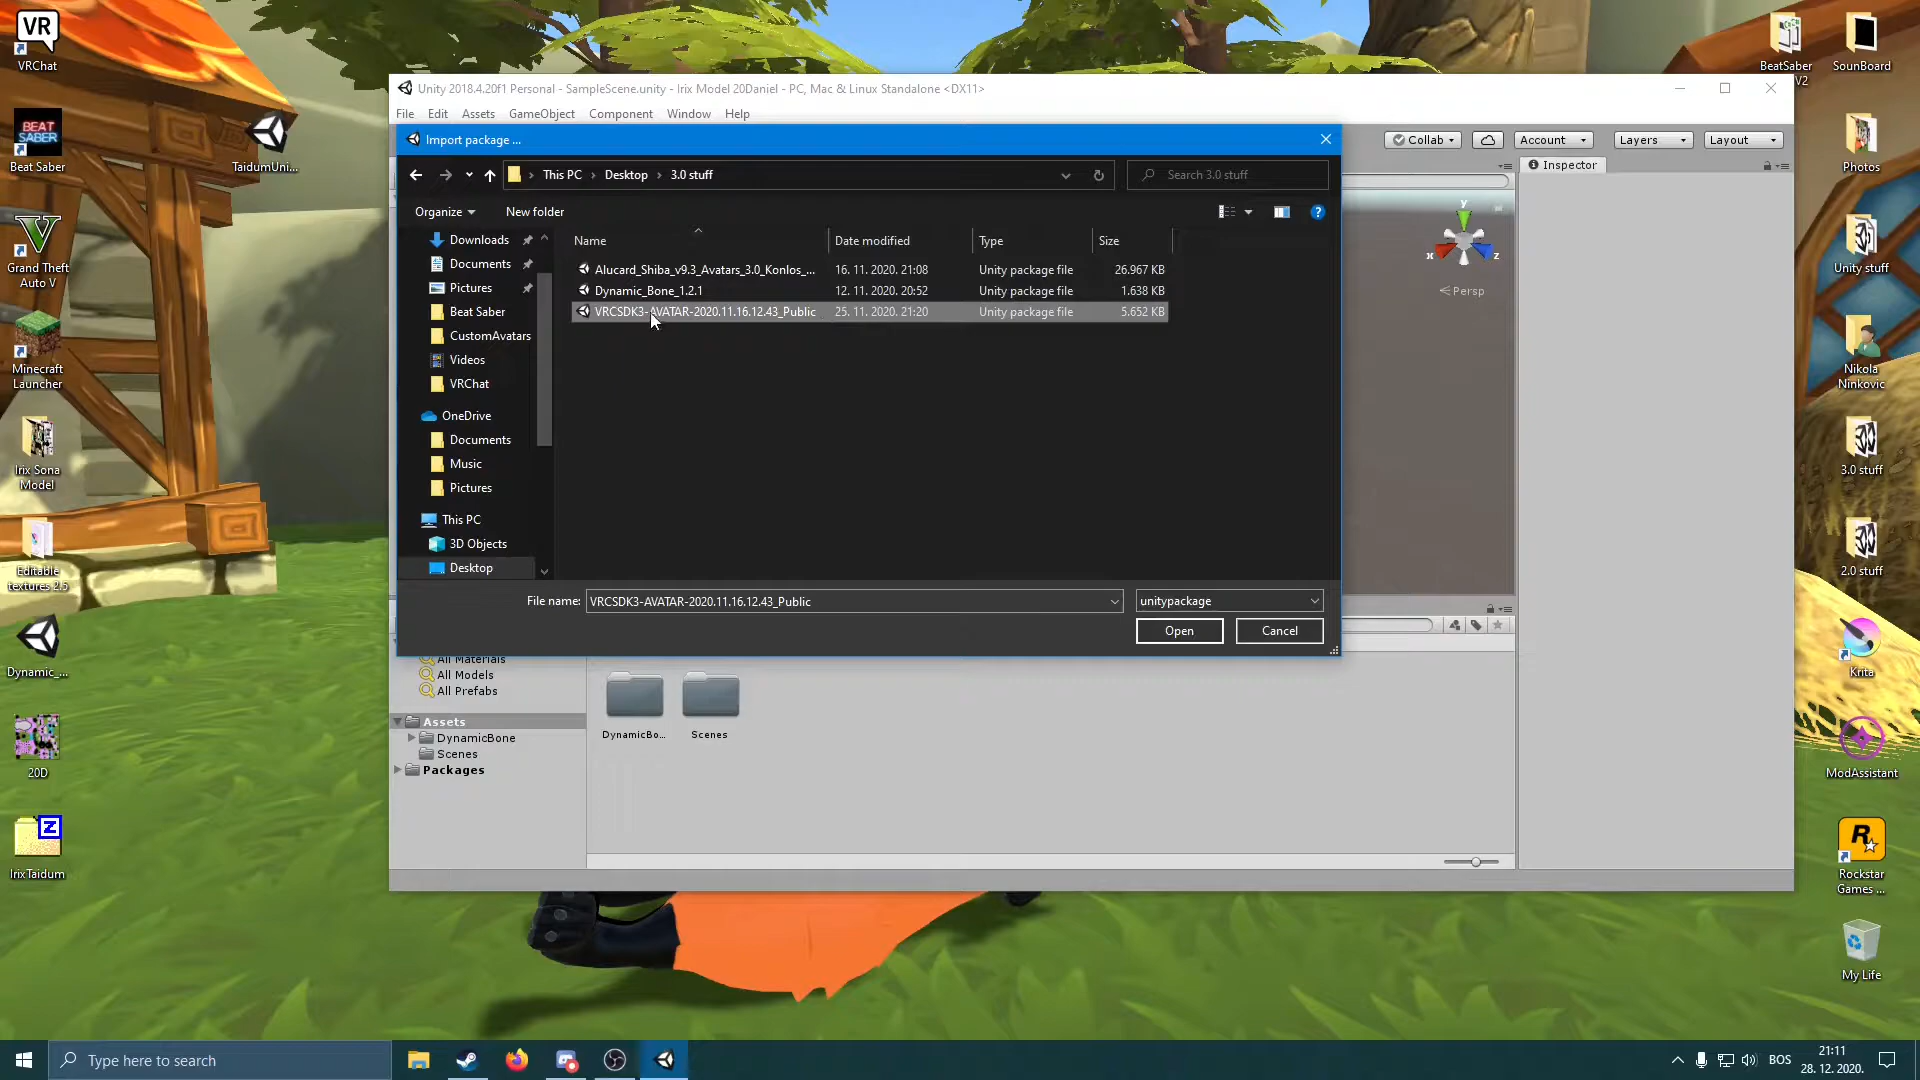 VR
VRChat
BEAT
SABER
Beat Saber
TaidumUni...
Grand Theft
Auto V
Minecraft
Launcher
Irix Sona
Model
Editable
textures 2.5
Dynamic_...
20D
Z
IrixTaidum
Unity 2018.4.20f1 Personal - SampleScene.unity - Irix Model 20Daniel - PC, Mac & Linux Standalone <DX11>
File Edit Assets GameObject Component Window Help
Collab
Account
Layers
Layout
Inspector
Import package ...
This PC > Desktop > 3.0 stuff
Search 3.0 stuff
Organize
New folder
Downloads
Documents
Pictures
Beat Saber
CustomAvatars
Videos
VRChat
OneDrive
Documents
Music
Pictures
This PC
3D Objects
Desktop
Name Date modified Type Size
Alucard_Shiba_v9.3_Avatars_3.0_Konlos_... 16. 11. 2020. 21:08 Unity package file 26.967 KB
Dynamic_Bone_1.2.1 12. 11. 2020. 20:52 Unity package file 1.638 KB
VRCSDK3-AVATAR-2020.11.16.12.43_Public 25. 11. 2020. 21:20 Unity package file 5.652 KB
File name: VRCSDK3-AVATAR-2020.11.16.12.43_Public
unitypackage
Open
Cancel
y
x
z
Persp
All Materials
All Models
All Prefabs
Assets
DynamicBone
Scenes
Packages
DynamicBo...
Scenes
BeatSaber
V2
SounBoard
Photos
Unity stuff
Nikola
Ninkovic
3.0 stuff
2.0 stuff
Krita
ModAssistant
R
Rockstar
Games ...
My Life
Type here to search
BOS
21:11
28. 12. 2020.